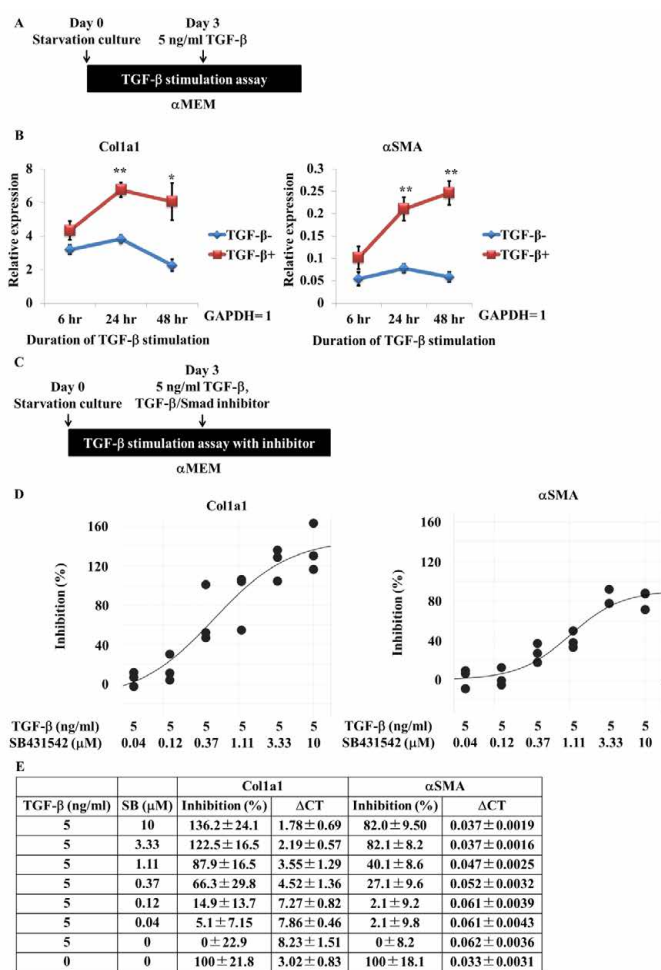 A
Day 0
Starvation culture
Day 3
5 ng/ml TGF-β
TGF-β stimulation assay
αMEM
B
Col1a1
Relative expression
8
6
4
2
0
**
*
TGF-β-
TGF-β+
6 hr 24 hr 48 hr GAPDH=1
Duration of TGF-β stimulation
αSMA
Relative expression
0.3
0.25
0.2
0.15
0.1
0.05
0
**
**
TGF-β-
TGF-β+
6 hr 24 hr 48 hr GAPDH=1
Duration of TGF-β stimulation
C
Day 0
Starvation culture
Day 3
5 ng/ml TGF-β,
TGF-β/Smad inhibitor
TGF-β stimulation assay with inhibitor
αMEM
D
Col1a1
Inhibition (%)
160
120
80
40
0
TGF-β (ng/ml) 5 5 5 5 5 5
SB431542 (μM) 0.04 0.12 0.37 1.11 3.33 10
αSMA
Inhibition (%)
160
120
80
40
0
TGF-β (ng/ml) 5 5 5 5 5 5
SB431542 (μM) 0.04 0.12 0.37 1.11 3.33 10
E
Col1a1 αSMA
TGF-β (ng/ml) SB (μM) Inhibition (%) ΔCT Inhibition (%) ΔCT
5 10 136.2±24.1 1.78±0.69 82.0±9.50 0.037±0.0019
5 3.33 122.5±16.5 2.19±0.57 82.1±8.2 0.037±0.0016
5 1.11 87.9±16.5 3.55±1.29 40.1±8.6 0.047±0.0025
5 0.37 66.3±29.8 4.52±1.36 27.1±9.6 0.052±0.0032
5 0.12 14.9±13.7 7.27±0.82 2.1±9.2 0.061±0.0039
5 0.04 5.1±7.15 7.86±0.46 2.1±9.8 0.061±0.0043
5 0 0±22.9 8.23±1.51 0±8.2 0.062±0.0036
0 0 100±21.8 3.02±0.83 100±18.1 0.033±0.0031